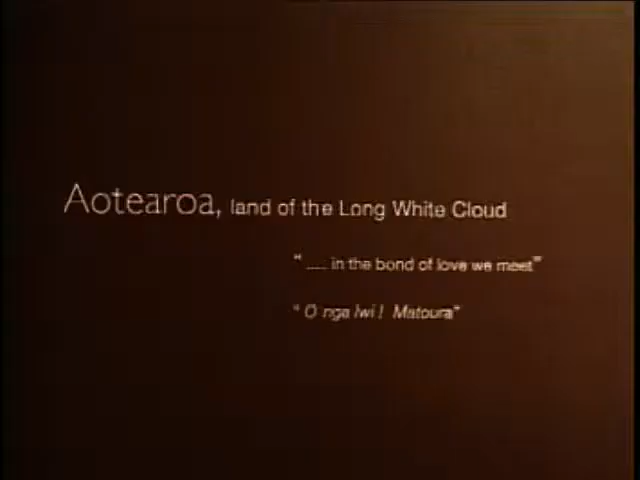 Aotearoa, land of the Long White Cloud
" .... in the bond of love we meet"
" O nga Iwi ! Matoura"